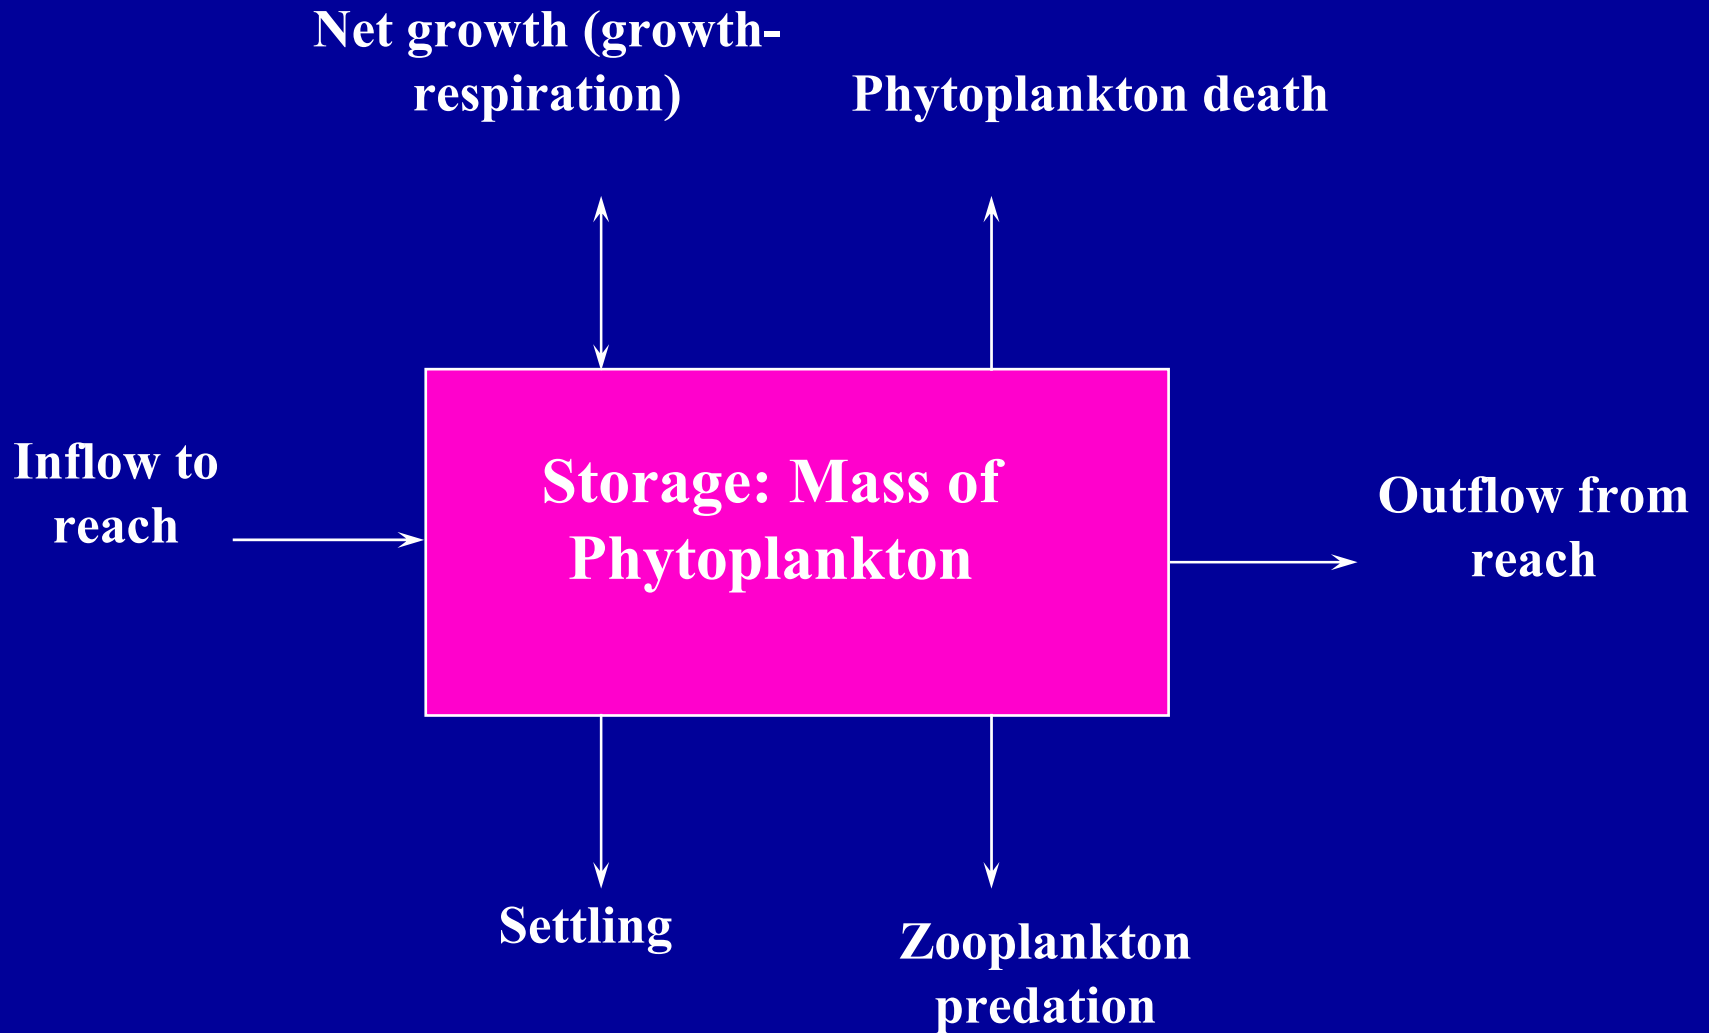 Net growth (growth-
respiration)
Phytoplankton death
Inflow to
reach
Storage: Mass of
Phytoplankton
Outflow from
reach
Settling
Zooplankton
predation